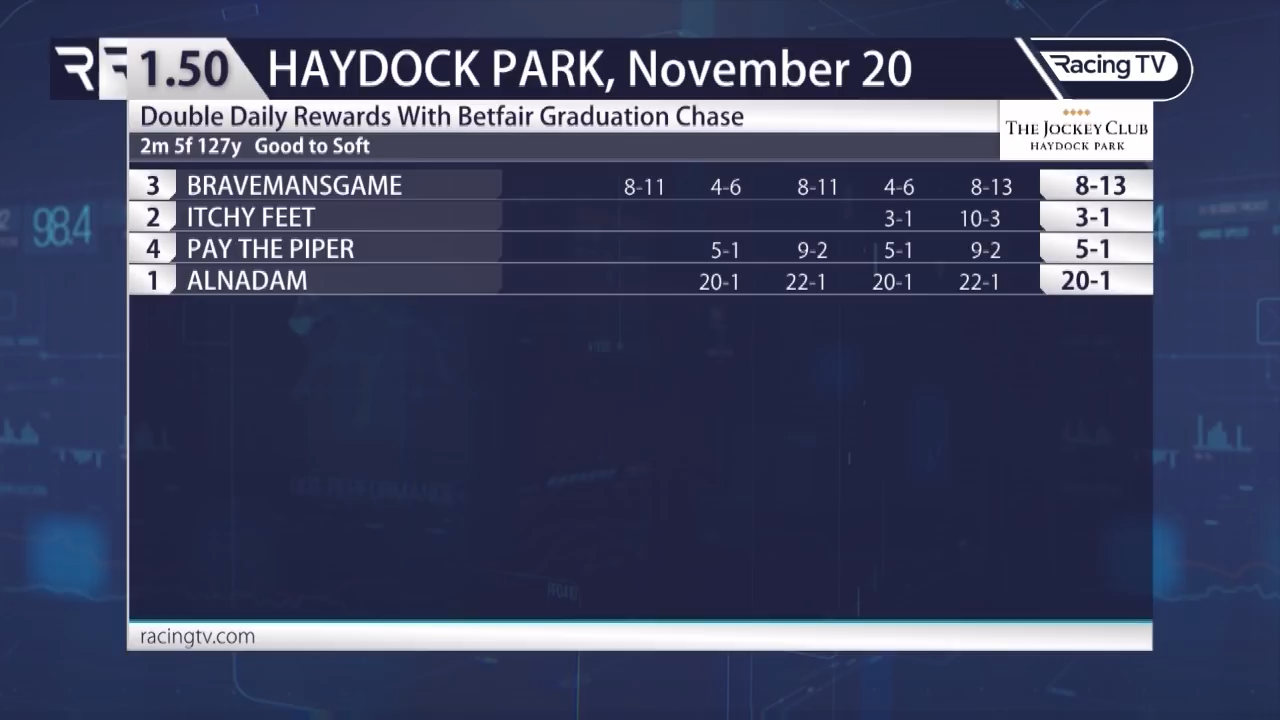 1.50 HAYDOCK PARK, November 20 Racing TV
Double Daily Rewards With Betfair Graduation Chase
THE JOCKEY CLUB
HAYDOCK PARK
2m 5f 127y Good to Soft
3 BRAVEMANSGAME 8-11 4-6 8-11 4-6 8-13 8-13
2 ITCHY FEET 3-1 10-3 3-1
4 PAY THE PIPER 5-1 9-2 5-1 9-2 5-1
1 ALNADAM 20-1 22-1 20-1 22-1 20-1
98.4
racingtv.com